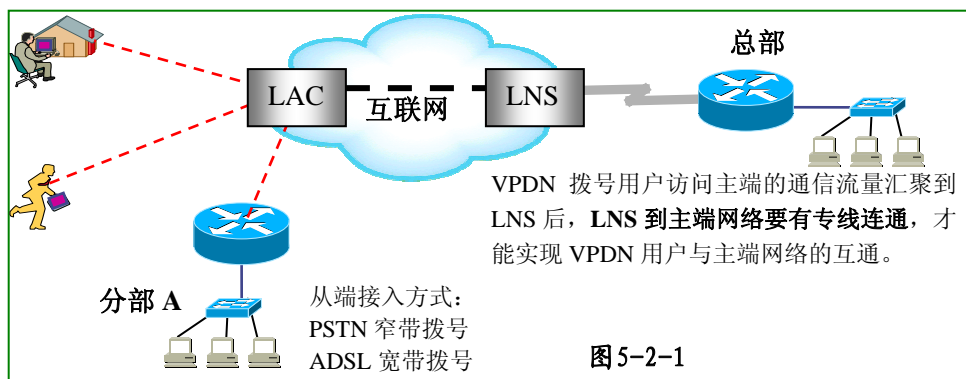 总部
LAC
互联网
LNS
VPDN 拨号用户访问主端的通信流量汇聚到
LNS 后，LNS 到主端网络要有专线连通，才
能实现 VPDN 用户与主端网络的互通。
分部 A
从端接入方式：
PSTN 窄带拨号
ADSL 宽带拨号
图5-2-1